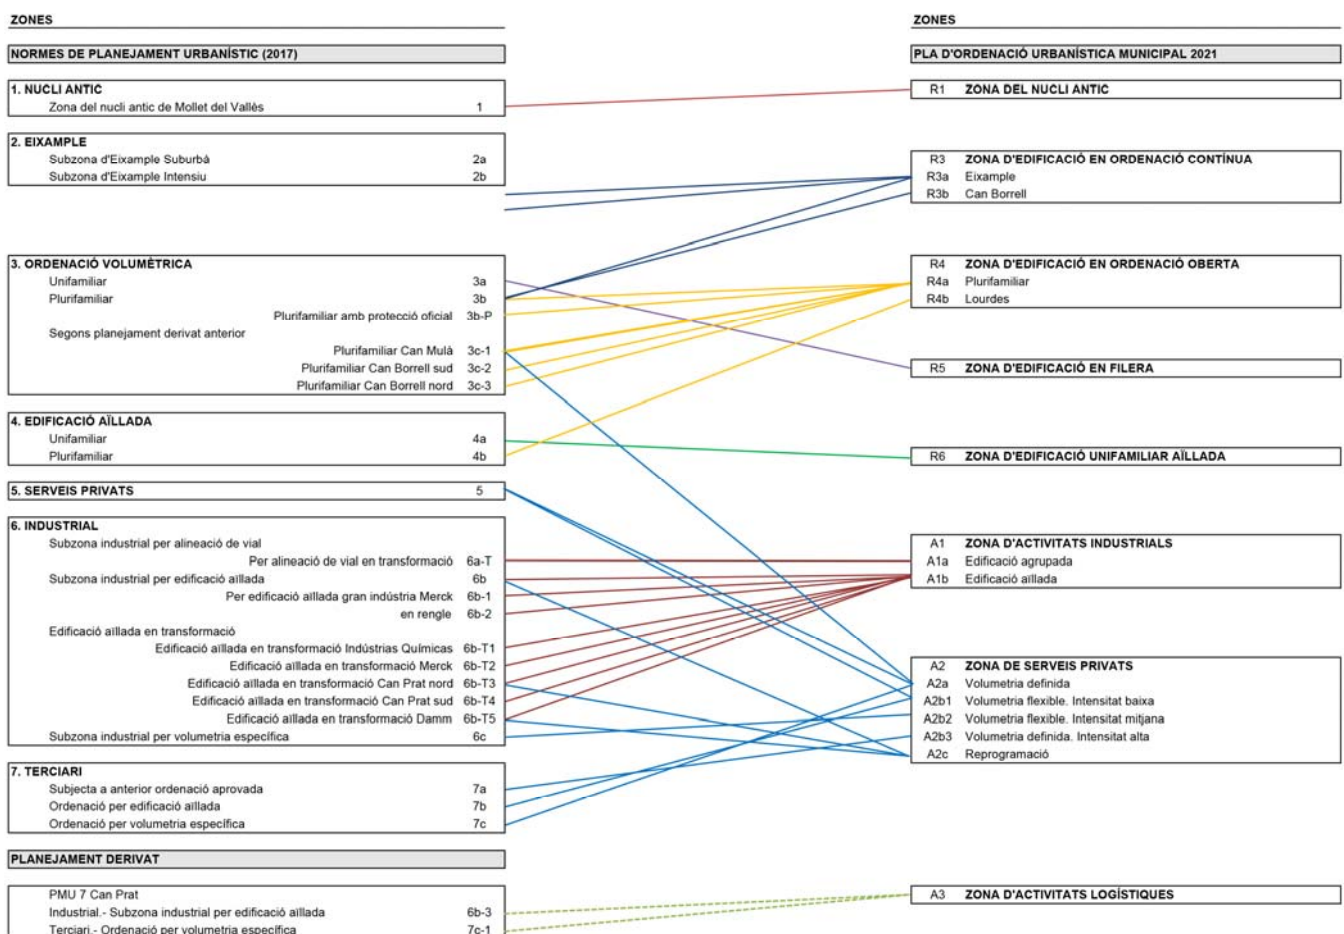 ZONES
NORMES DE PLANEJAMENT URBANÍSTIC (2017)
1. NUCLI ANTIC
Zona del nucli antic de Mollet del Vallès 1
2. EIXAMPLE
Subzona d'Eixample Suburbà 2a
Subzona d'Eixample Intensiu 2b
3. ORDENACIÓ VOLUMÈTRICA
Unifamiliar 3a
Plurifamiliar 3b
Plurifamiliar amb protecció oficial 3b-P
Segons planejament derivat anterior
Plurifamiliar Can Mulà 3c-1
Plurifamiliar Can Borrell sud 3c-2
Plurifamiliar Can Borrell nord 3c-3
4. EDIFICACIÓ AÏLLADA
Unifamiliar 4a
Plurifamiliar 4b
5. SERVEIS PRIVATS 5
6. INDUSTRIAL
Subzona industrial per alineació de vial
Per alineació de vial en transformació 6a-T
Subzona industrial per edificació aïllada 6b
Per edificació aïllada gran indústria Merck 6b-1
en rengle 6b-2
Edificació aïllada en transformació
Edificació aïllada en transformació Indústrias Químicas 6b-T1
Edificació aïllada en transformació Merck 6b-T2
Edificació aïllada en transformació Can Prat nord 6b-T3
Edificació aïllada en transformació Can Prat sud 6b-T4
Edificació aïllada en transformació Damm 6b-T5
Subzona industrial per volumetria específica 6c
7. TERCIARI
Subjecta a anterior ordenació aprovada 7a
Ordenació per edificació aïllada 7b
Ordenació per volumetria específica 7c
PLANEJAMENT DERIVAT
PMU 7 Can Prat
Industrial.- Subzona industrial per edificació aïllada 6b-3
Terciari.- Ordenació per volumetria específica 7c-1
ZONES
PLA D'ORDENACIÓ URBANÍSTICA MUNICIPAL 2021
R1 ZONA DEL NUCLI ANTIC
R3 ZONA D'EDIFICACIÓ EN ORDENACIÓ CONTÍNUA
R3a Eixample
R3b Can Borrell
R4 ZONA D'EDIFICACIÓ EN ORDENACIÓ OBERTA
R4a Plurifamiliar
R4b Lourdes
R5 ZONA D'EDIFICACIÓ EN FILERA
R6 ZONA D'EDIFICACIÓ UNIFAMILIAR AÏLLADA
A1 ZONA D'ACTIVITATS INDUSTRIALS
A1a Edificació agrupada
A1b Edificació aïllada
A2 ZONA DE SERVEIS PRIVATS
A2a Volumetria definida
A2b1 Volumetria flexible. Intensitat baixa
A2b2 Volumetria flexible. Intensitat mitjana
A2b3 Volumetria definida. Intensitat alta
A2c Reprogramació
A3 ZONA D'ACTIVITATS LOGÍSTIQUES